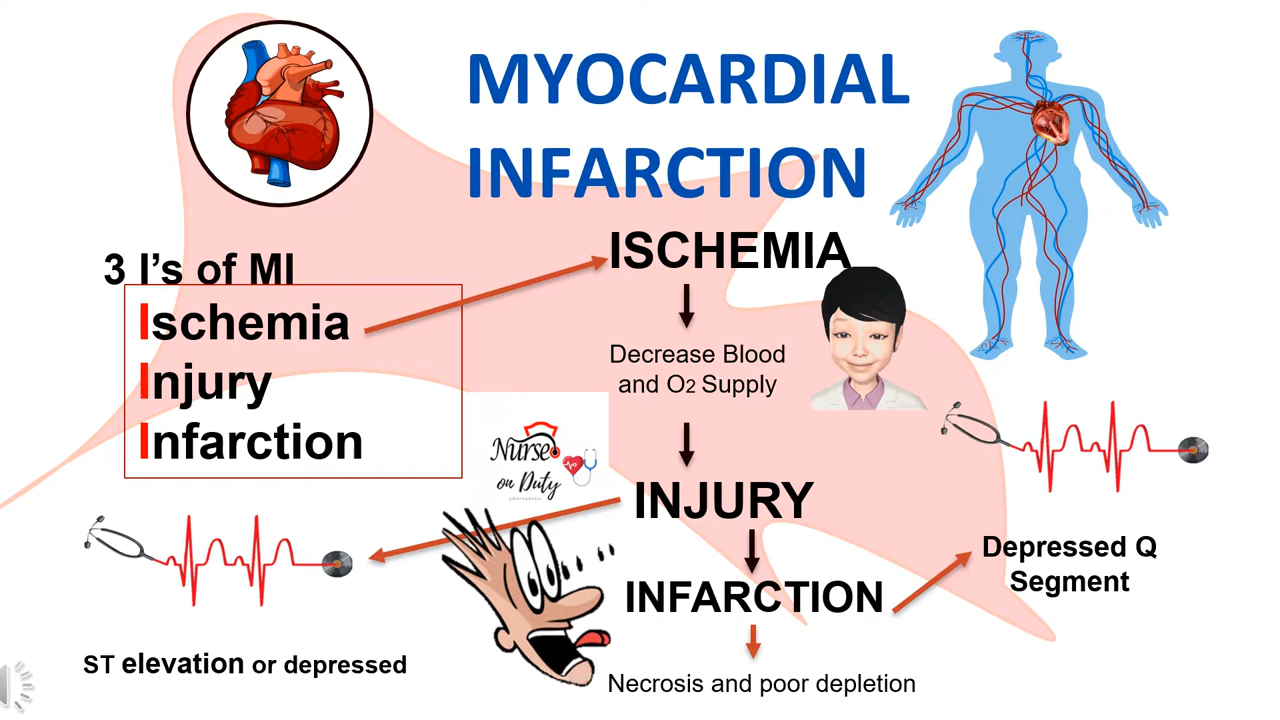 MYOCARDIAL
INFARCTION
3 I's of MI
Ischemia
Injury
Infarction
ISCHEMIA
Decrease Blood
and O2 Supply
Nurse
on Duty
INJURY
ST elevation or depressed
INFARCTION
Depressed Q
Segment
Necrosis and poor depletion